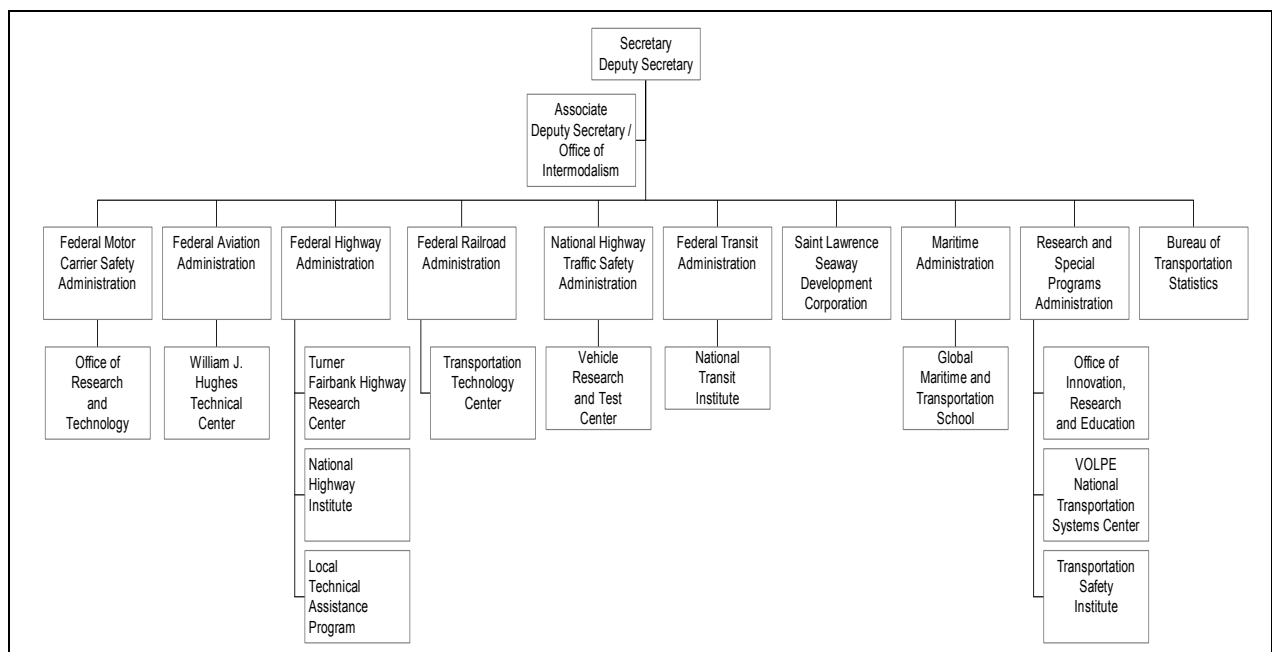 Secretary
Deputy Secretary
Associate
Deputy Secretary /
Office of
Intermodalism
Federal Motor
Carrier Safety
Administration
Federal Aviation
Administration
Federal Highway
Administration
Federal Railroad
Administration
National Highway
Traffic Safety
Administration
Federal Transit
Administration
Saint Lawrence
Seaway
Development
Corporation
Maritime
Administration
Research and
Special
Programs
Administration
Bureau of
Transportation
Statistics
Office of
Research
and
Technology
William J.
Hughes
Technical
Center
Turner
Fairbank Highway
Research
Center
Transportation
Technology
Center
Vehicle
Research
and Test
Center
National
Transit
Institute
Global
Maritime and
Transportation
School
Office of
Innovation,
Research
and Education
National
Highway
Institute
VOLPE
National
Transportation
Systems Center
Local
Technical
Assistance
Program
Transportation
Safety
Institute